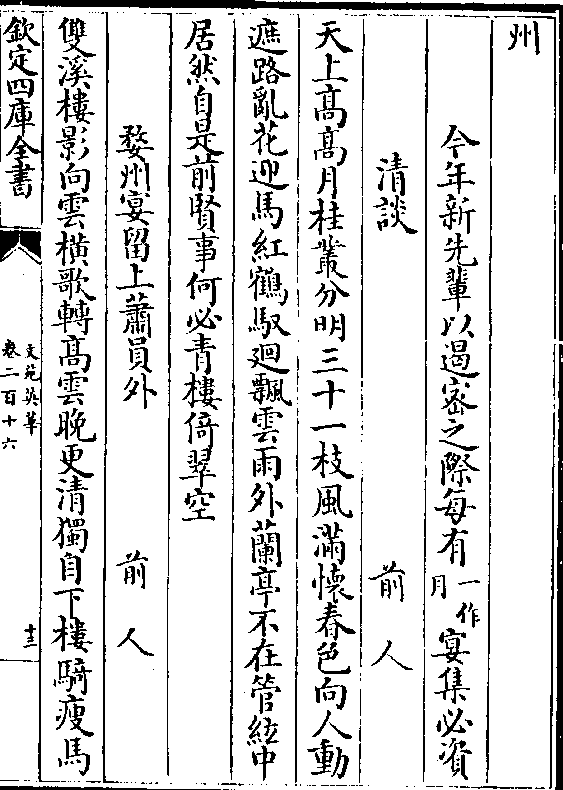 州
今年新先輩以遏密之際每有一作月宴集必資
清談　前人
天上髙髙月桂叢分明三十一枝風滿懷春色向人動
遮路亂花迎馬紅鶴馭廻飄雲雨外蘭亭不在管絃中
居然自是前賢事何必青樓倚翠空
婺州宴留上蕭員外　前人
雙溪樓影向雲橫歌轉髙雲晚更清獨自下樓騎瘦馬
欽定四庫全書
文苑英華
卷二百十六
十三